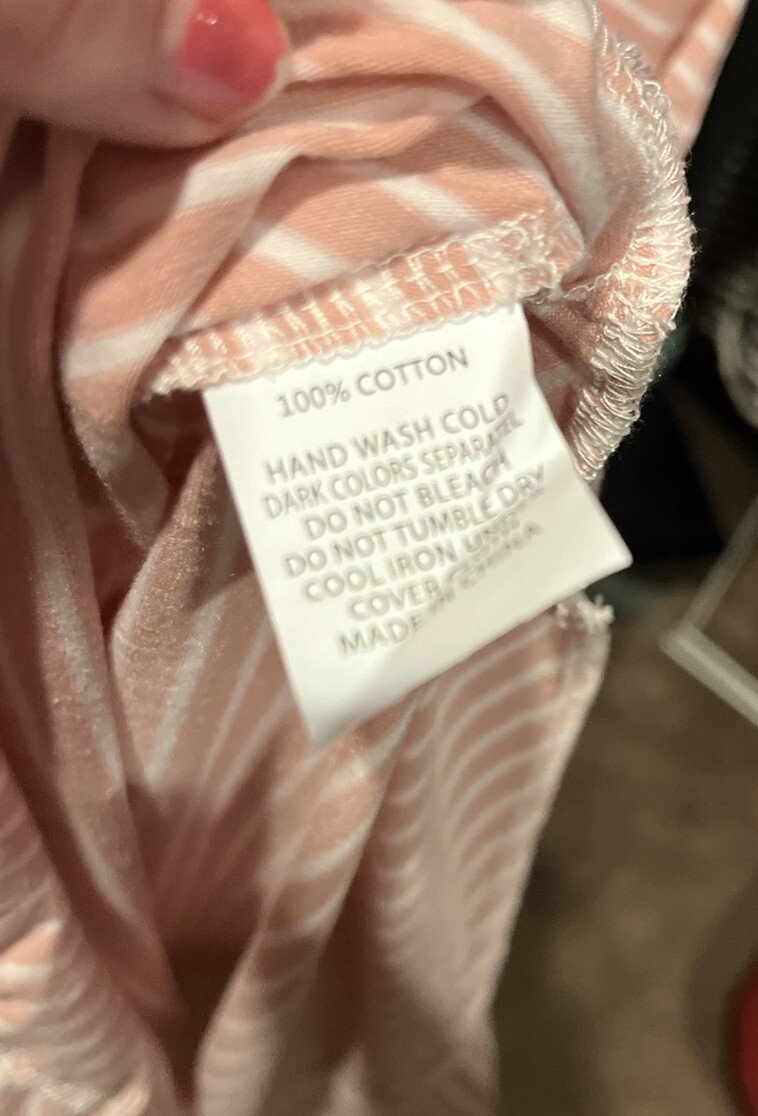 100% COTTON
HAND WASH COLD
DARK COLORS SEPARATEL
DO NOT BLEACH
DO NOT TUMBLE DRY
COOL IRON
COVER
MADE IN CHINA